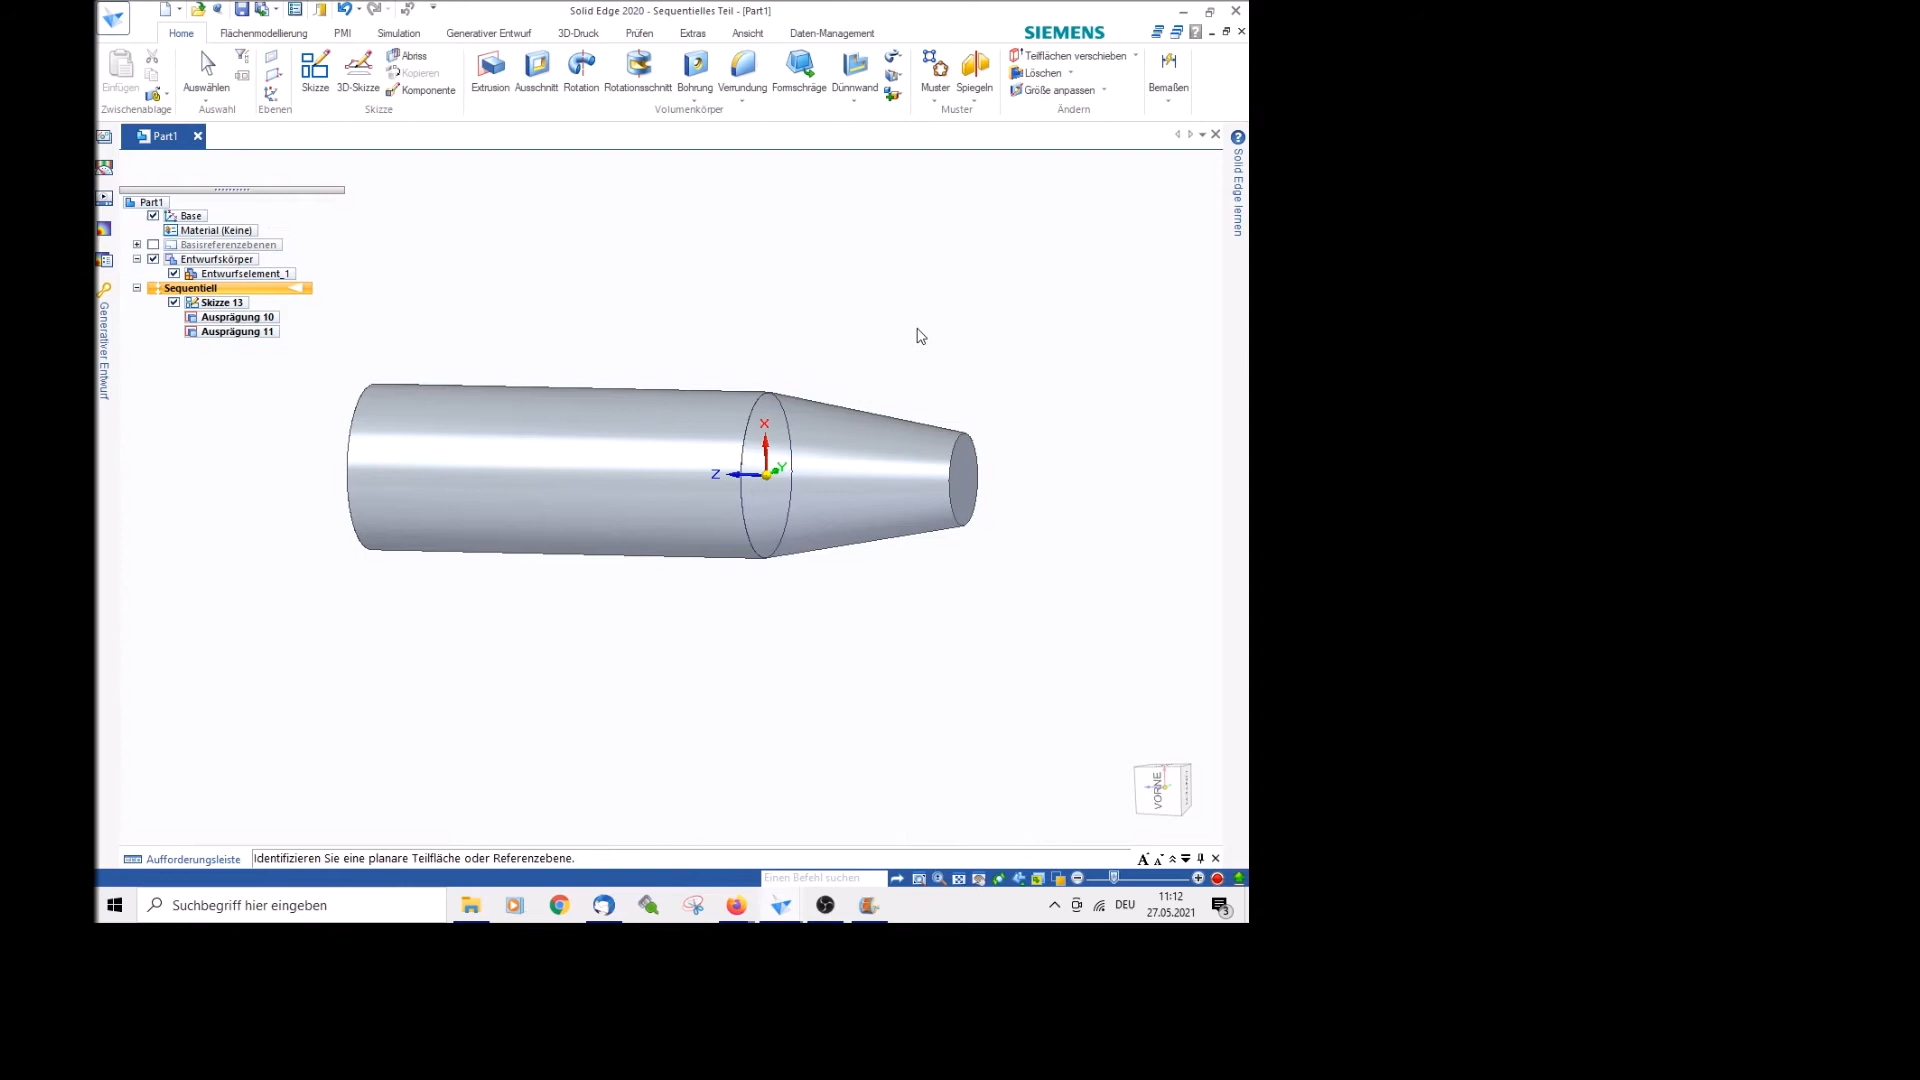 Solid Edge 2020 - Sequentielles Teil - [Part1]
Home Flächenmodellierung PMI Simulation Generativer Entwurf 3D-Druck Prüfen Extras Ansicht Daten-Management
SIEMENS
Einfügen
Zwischenablage
Auswählen
Auswahl
Ebenen
Skizze 3D-Skizze
Abriss
Kopieren
Komponente
Skizze
Extrusion Ausschnitt Rotation Rotationsschnitt Bohrung Verrundung Formschräge Dünnwand
Volumenkörper
Muster Spiegeln
Muster
Teilflächen verschieben
Löschen
Größe anpassen
Ändern
Bemaßen
Part1
Solid Edge lernen
Part1
Base
Material (Keine)
Basisreferenzebenen
Entwurfskörper
Entwurfselement_1
Sequentiell
Skizze 13
Ausprägung 10
Ausprägung 11
Generativer Entwurf
X
Y
Z
VORNE
Aufforderungsleiste
Identifizieren Sie eine planare Teilfläche oder Referenzebene.
Einen Befehl suchen
Suchbegriff hier eingeben
DEU
11:12
27.05.2021
3